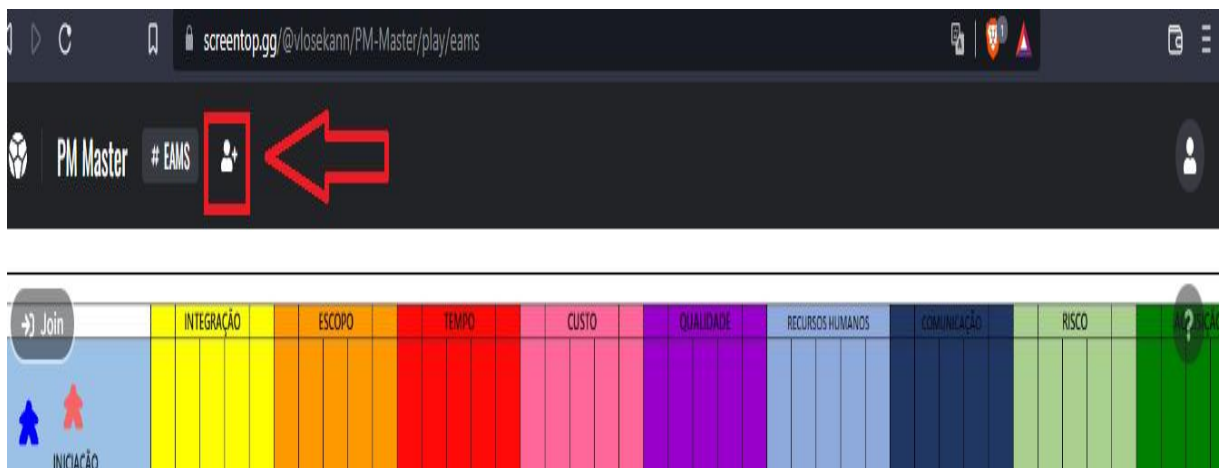 screentop.gg/@vlosekann/PM-Master/play/eams
1
PM Master # EAMS
Join
INTEGRAÇÃO ESCOPO TEMPO CUSTO QUALIDADE RECURSOS HUMANOS COMUNICAÇÃO RISCO
?
INICIAÇÃO